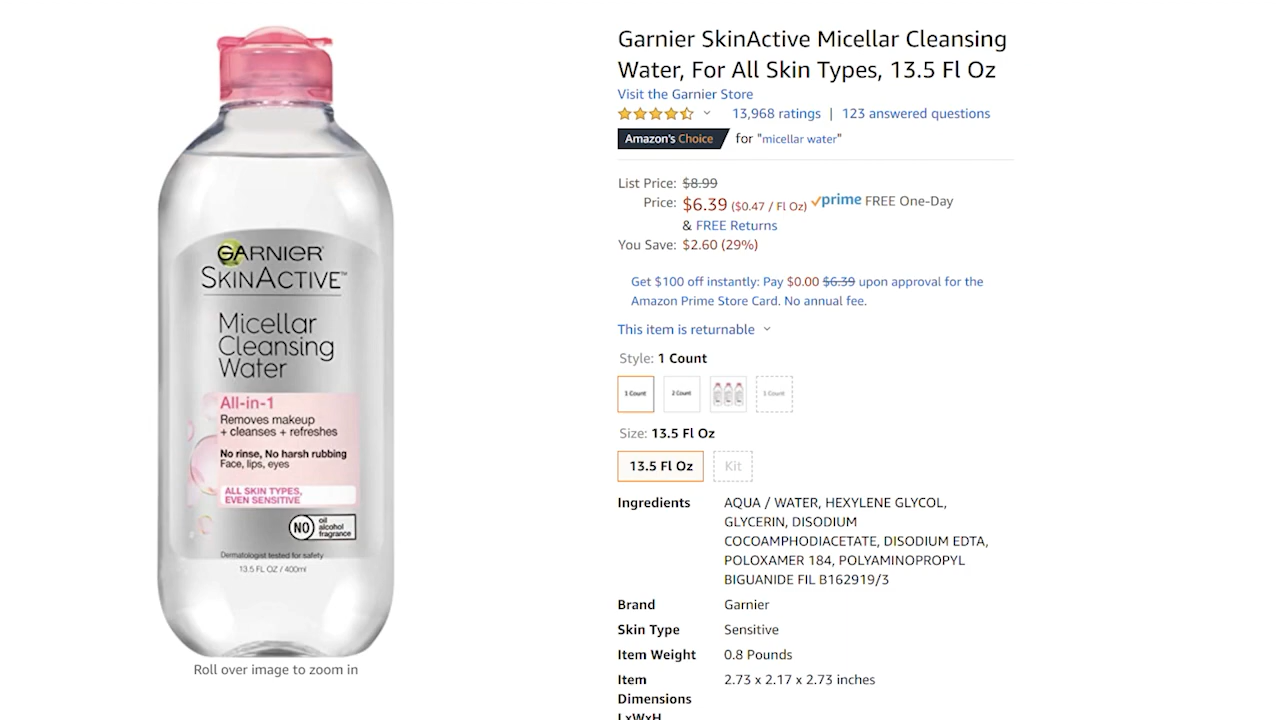 GARNIER
SKINACTIVE™
Micellar
Cleansing
Water
All-in-1
Removes makeup
+ cleanses + refreshes
No rinse, No harsh rubbing
Face, lips, eyes
ALL SKIN TYPES,
EVEN SENSITIVE
NO
oil
alcohol
fragrance
Dermatologist tested for safety
13.5 FL OZ / 400ml
Roll over image to zoom in
Garnier SkinActive Micellar Cleansing
Water, For All Skin Types, 13.5 Fl Oz
Visit the Garnier Store
13,968 ratings | 123 answered questions
Amazon's Choice for "micellar water"
List Price: $8.99
Price: $6.39 ($0.47 / Fl Oz) prime FREE One-Day
& FREE Returns
You Save: $2.60 (29%)
Get $100 off instantly: Pay $0.00 $6.39 upon approval for the
Amazon Prime Store Card. No annual fee.
This item is returnable
Style: 1 Count
1 Count 2 Count 1 Count
Size: 13.5 Fl Oz
13.5 Fl Oz Kit
Ingredients AQUA / WATER, HEXYLENE GLYCOL,
GLYCERIN, DISODIUM
COCOAMPHODIACETATE, DISODIUM EDTA,
POLOXAMER 184, POLYAMINOPROPYL
BIGUANIDE FIL B162919/3
Brand Garnier
Skin Type Sensitive
Item Weight 0.8 Pounds
Item 2.73 x 2.17 x 2.73 inches
Dimensions
LxWxH